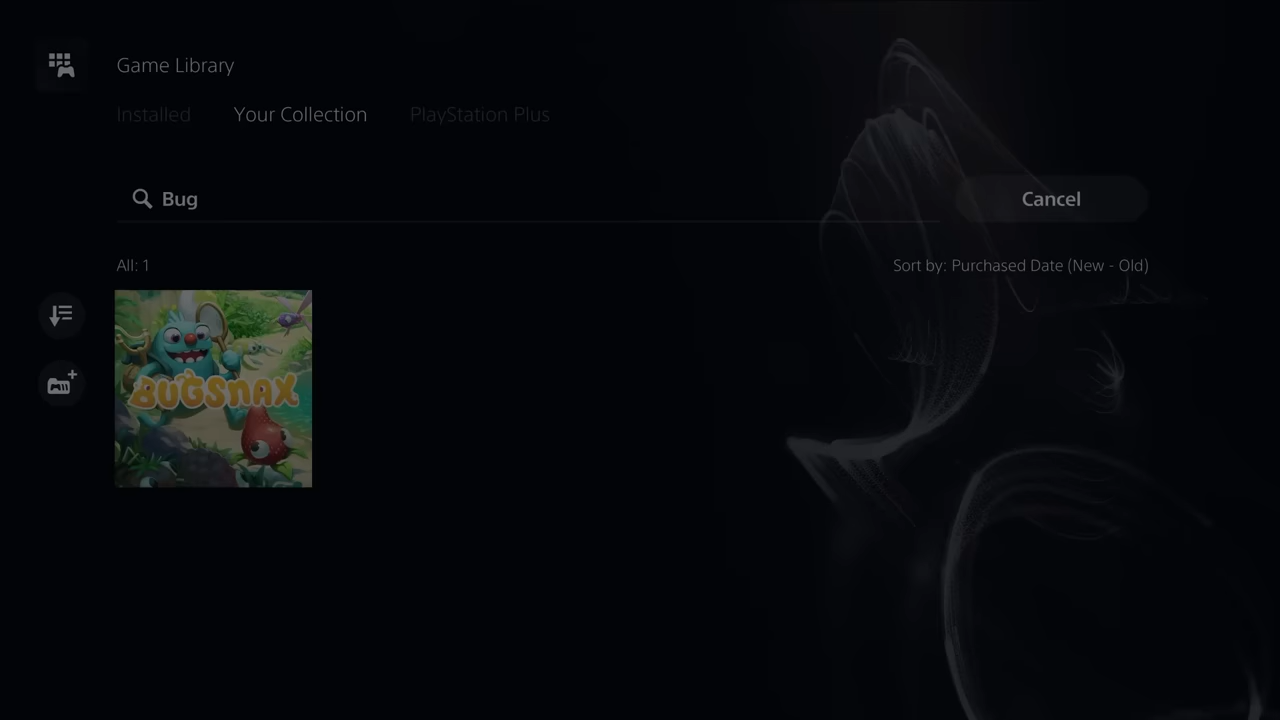 Game Library
Installed Your Collection PlayStation Plus
Bug
Cancel
All: 1
Sort by: Purchased Date (New - Old)
BUGSNAX